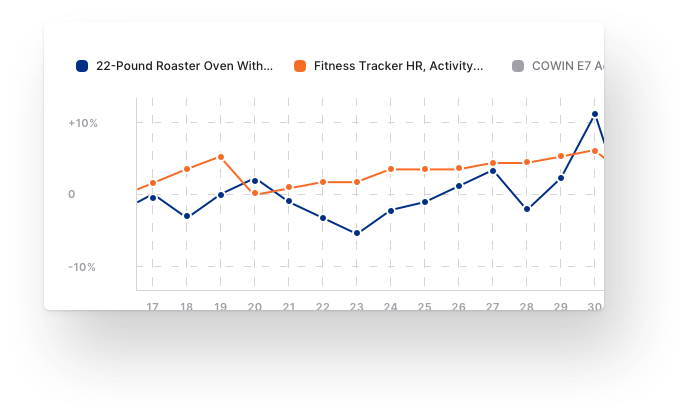 22-Pound Roaster Oven With... Fitness Tracker HR, Activity... COWIN E7
+10%
0
-10%
17 18 19 20 21 22 23 24 25 26 27 28 29 30